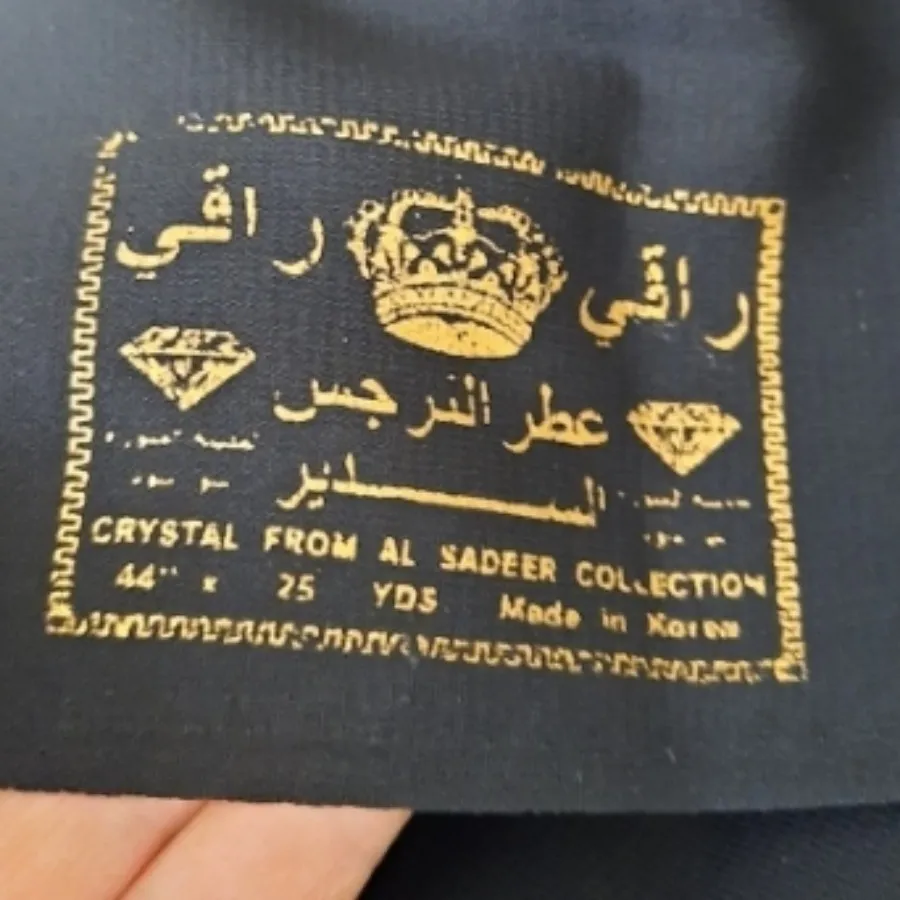 راقي راقي
عطر النرجس
السدير
CRYSTAL FROM AL SADEER COLLECTION
44" x 25 YDS Made in Korea